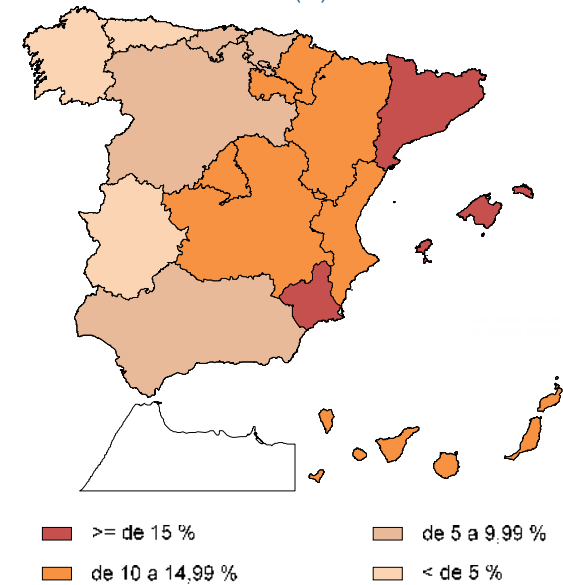 >= de 15 %
de 5 a 9,99 %
de 10 a 14,99 %
< de 5 %